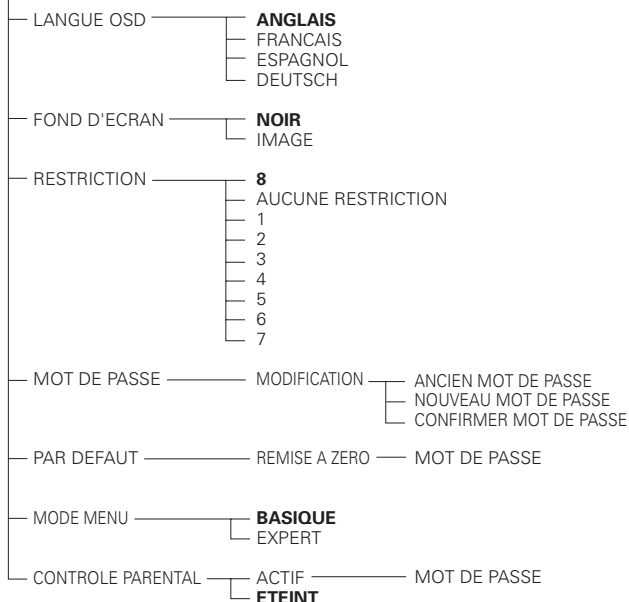 LANGUE OSD ANGLAIS
FRANCAIS
ESPAGNOL
DEUTSCH
FOND D'ECRAN NOIR
IMAGE
RESTRICTION 8
AUCUNE RESTRICTION
1
2
3
4
5
6
7
MOT DE PASSE MODIFICATION ANCIEN MOT DE PASSE
NOUVEAU MOT DE PASSE
CONFIRMER MOT DE PASSE
PAR DEFAUT REMISE A ZERO MOT DE PASSE
MODE MENU BASIQUE
EXPERT
CONTROLE PARENTAL ACTIF MOT DE PASSE
ETEINT